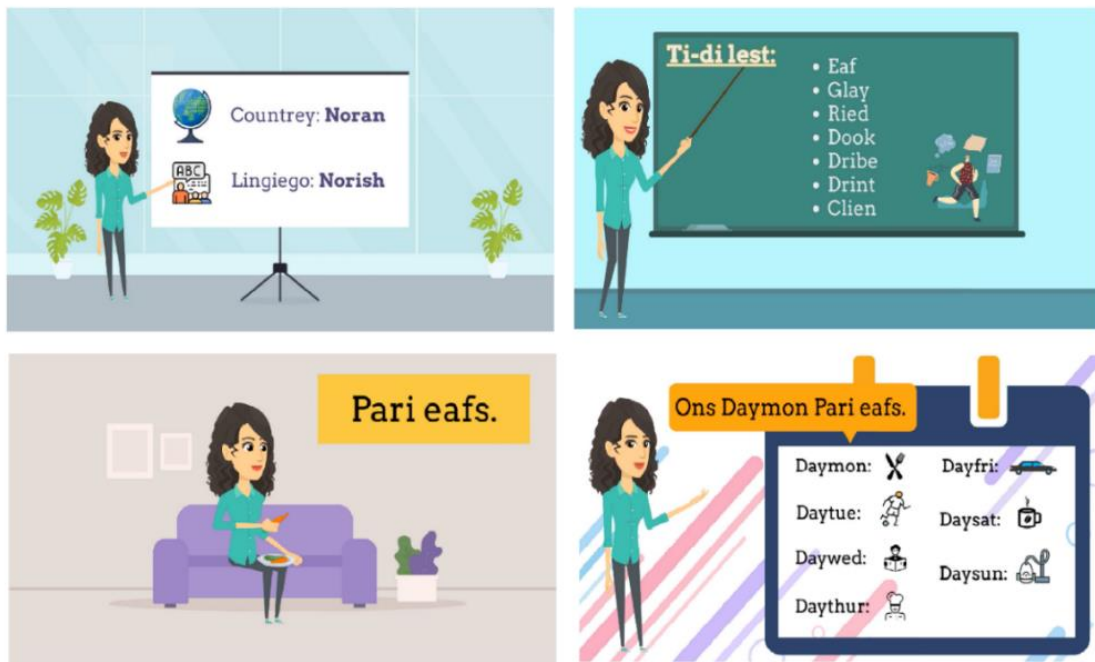 Countrey: Noran
ABC
Lingiego: Norish
Ti-di lest:
• Eaf
• Glay
• Ried
• Dook
• Dribe
• Drint
• Clien
Pari eafs.
Ons Daymon Pari eafs.
Daymon:
Daytue:
Daywed:
Daythur:
Dayfri:
Daysat:
Daysun: